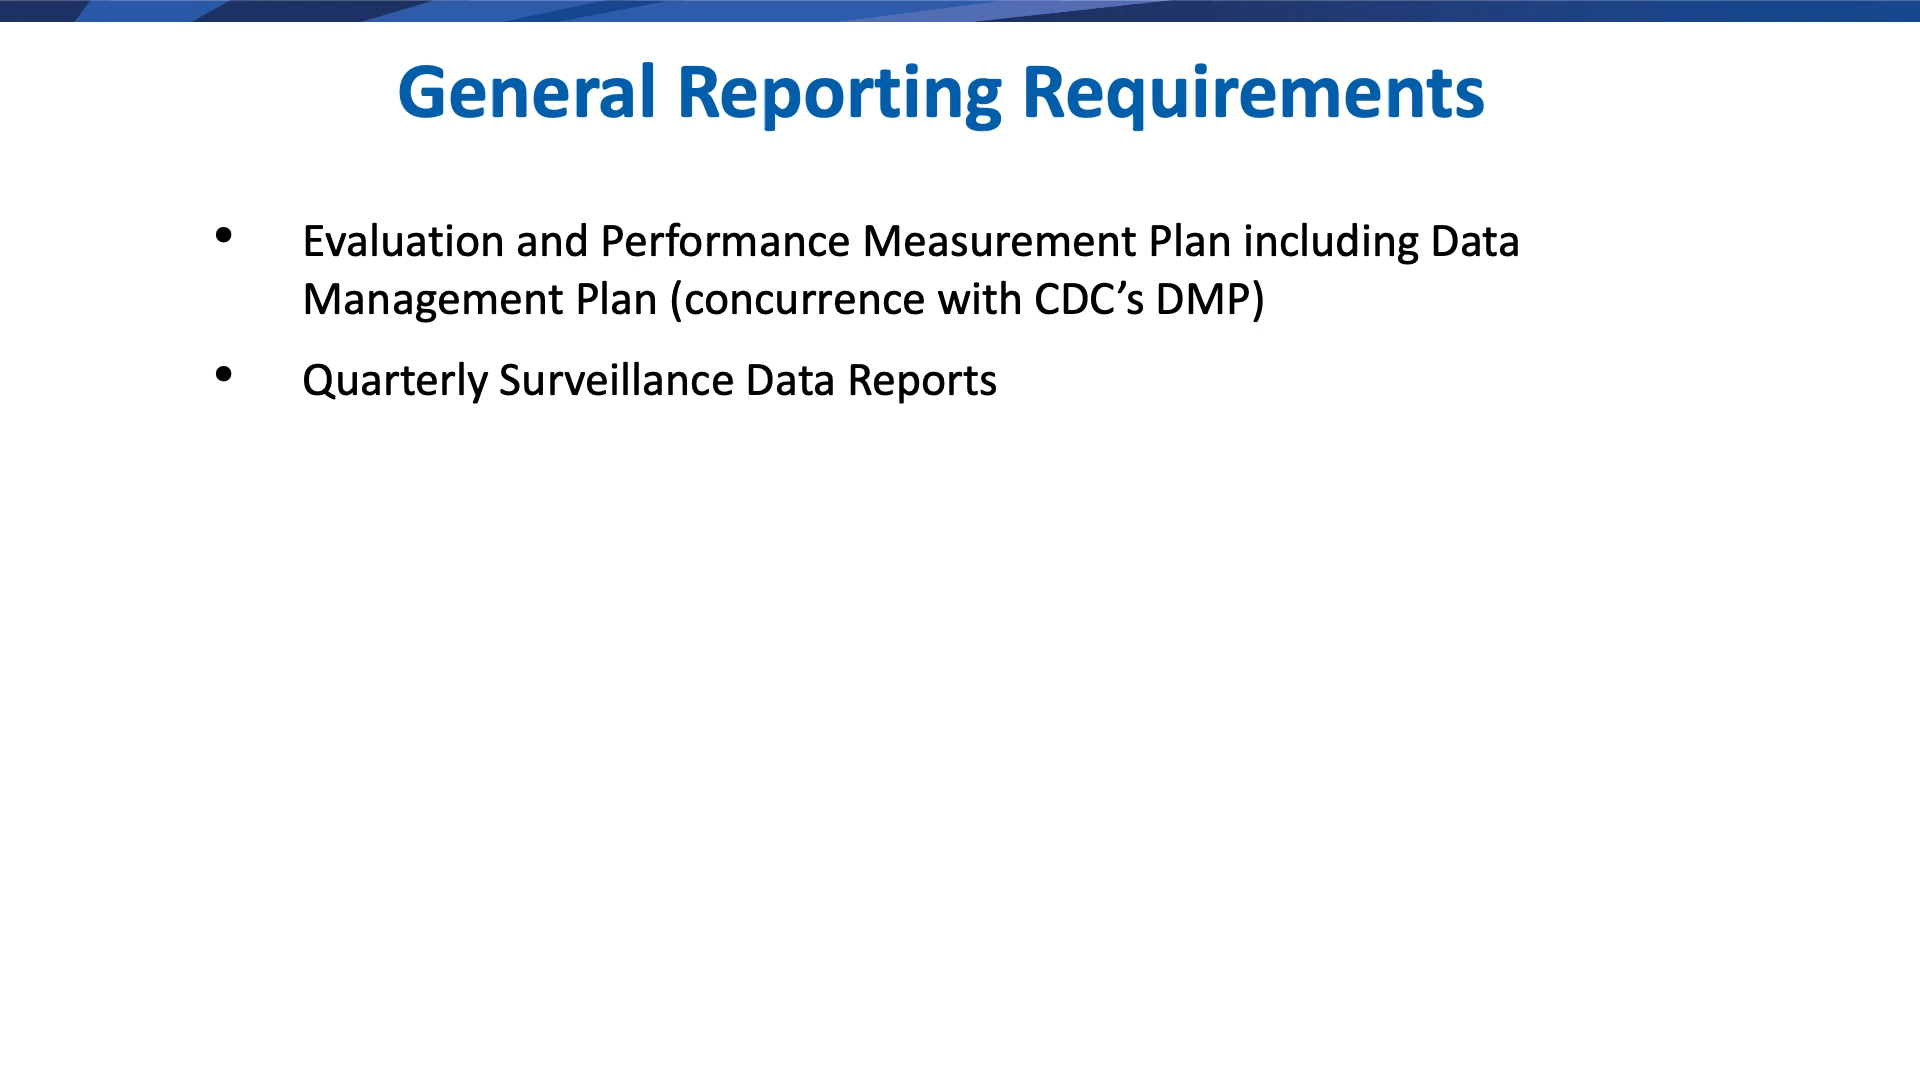 General Reporting Requirements
• Evaluation and Performance Measurement Plan including Data
Management Plan (concurrence with CDC’s DMP)
• Quarterly Surveillance Data Reports